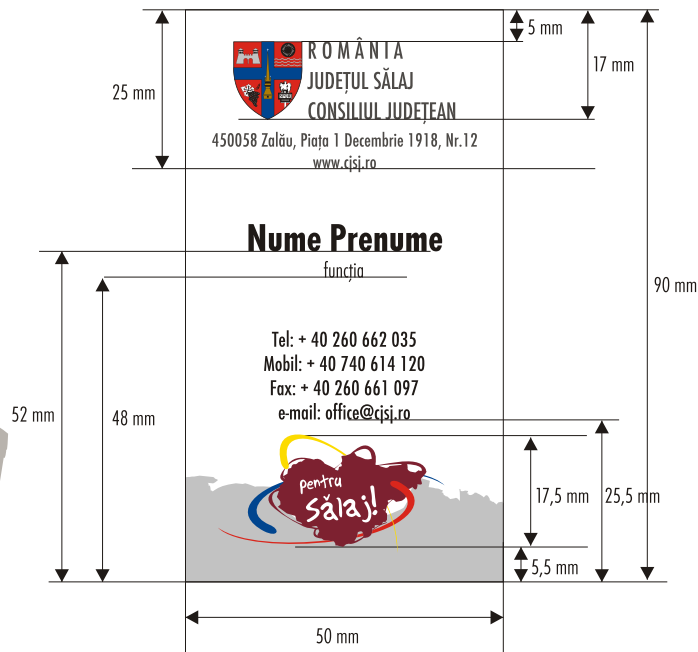 5 mm
ROMÂNIA
JUDEȚUL SĂLAJ
CONSILIUL JUDEȚEAN
17 mm
25 mm
450058 Zalău, Piața 1 Decembrie 1918, Nr.12
www.cjsj.ro
Nume Prenume
funcția
90 mm
Tel: + 40 260 662 035
Mobil: + 40 740 614 120
Fax: + 40 260 661 097
e-mail: office@cjsj.ro
52 mm
48 mm
pentru
Sălaj!
17,5 mm
25,5 mm
5,5 mm
50 mm